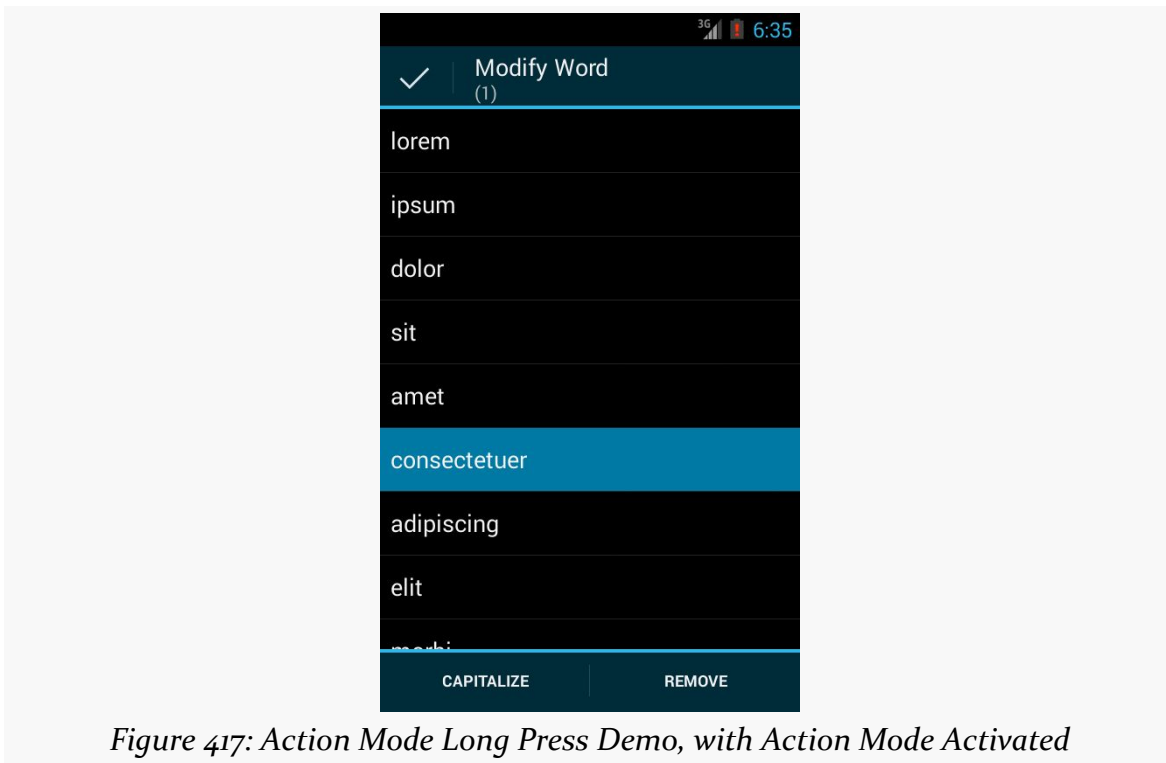 3G 6:35
Modify Word
(1)
lorem
ipsum
dolor
sit
amet
consectetuer
adipiscing
elit
morbi
CAPITALIZE REMOVE
Figure 417: Action Mode Long Press Demo, with Action Mode Activated